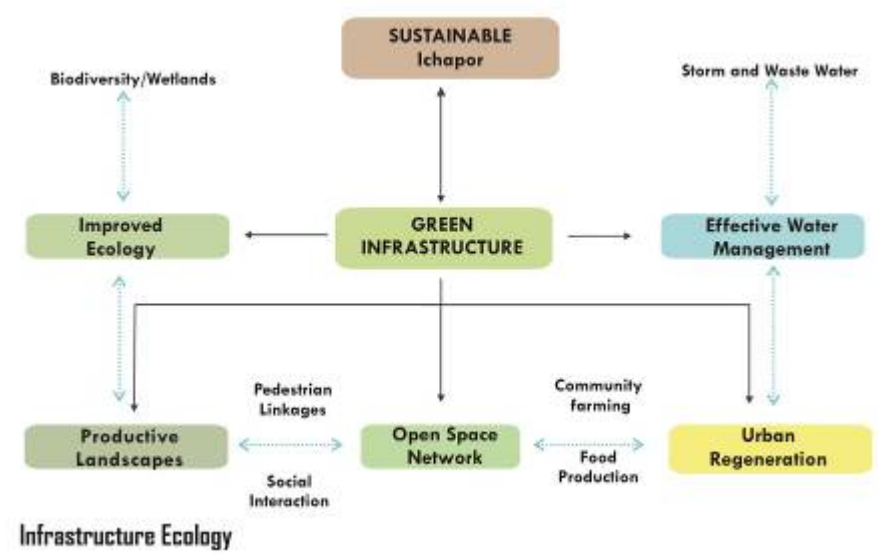 SUSTAINABLE
Ichapor
Biodiversity/Wetlands
Storm and Waste Water
Improved
Ecology
GREEN
INFRASTRUCTURE
Effective Water
Management
Pedestrian
Linkages
Community
farming
Productive
Landscapes
Open Space
Network
Urban
Regeneration
Social
Interaction
Food
Production
Infrastructure Ecology